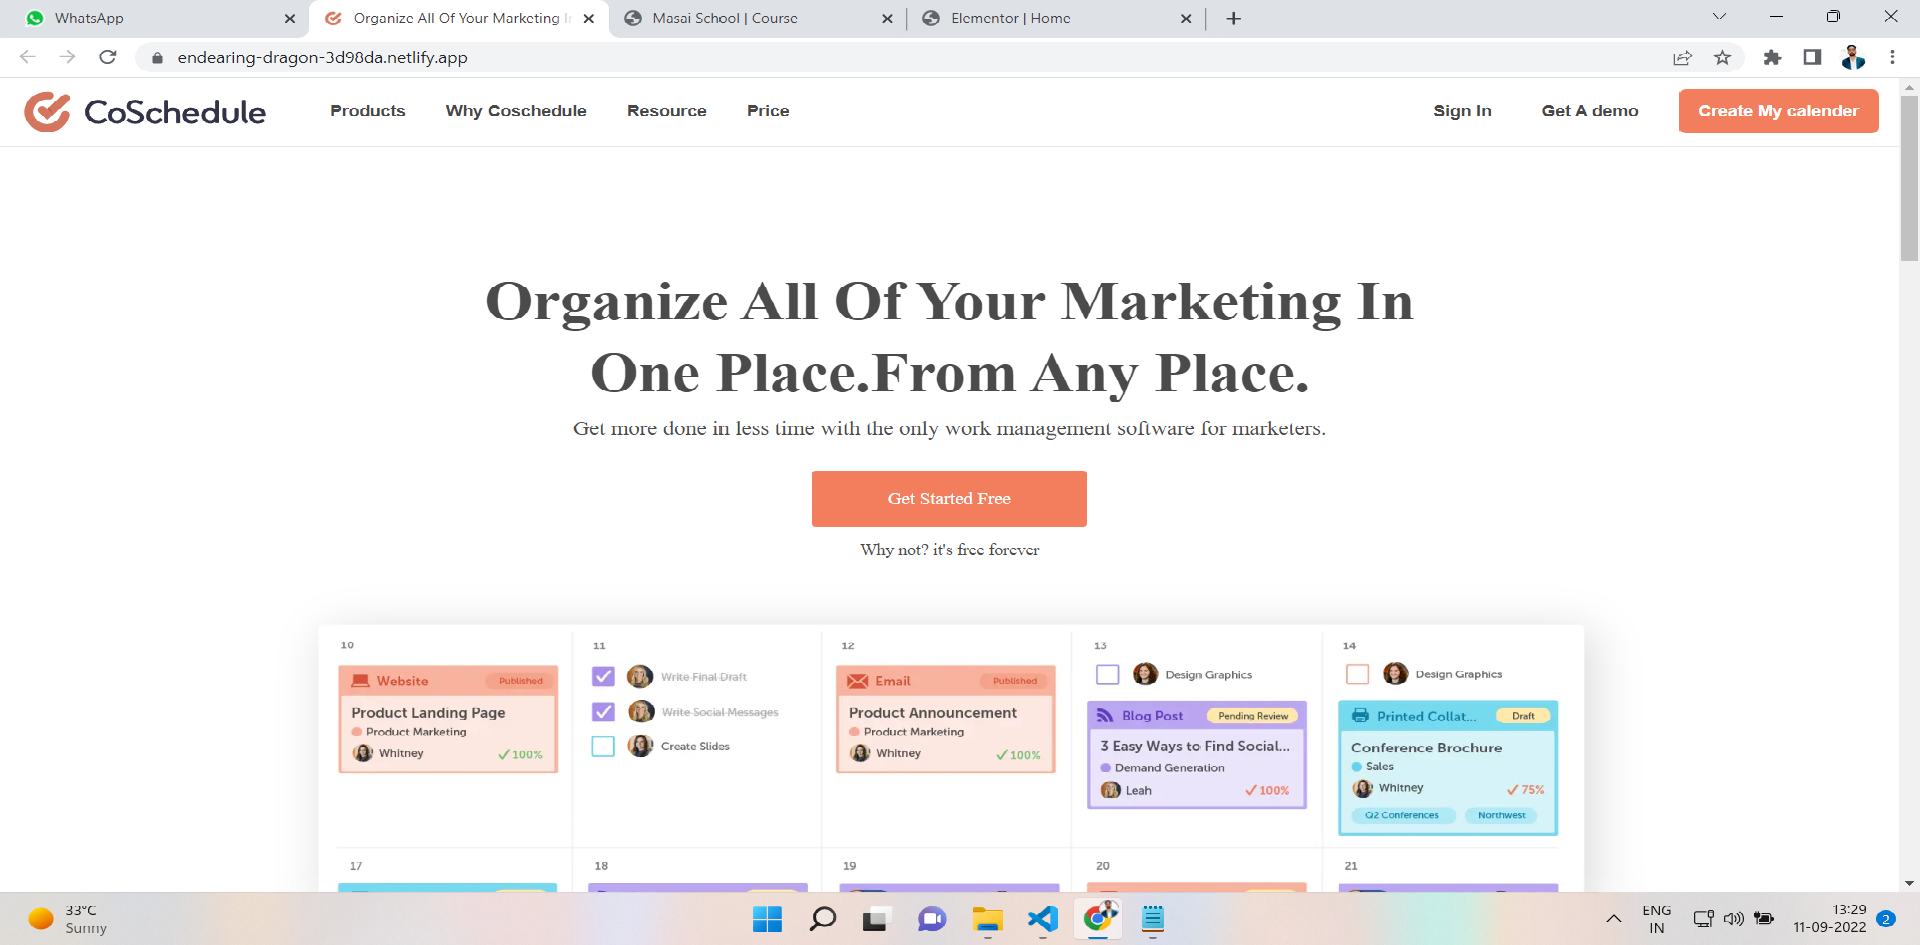 WhatsApp
Organize All Of Your Marketing I
Masai School | Course
Elementor | Home
endearing-dragon-3d98da.netlify.app
CoSchedule
Products Why Coschedule Resource Price
Sign In Get A demo Create My calender
Organize All Of Your Marketing In
One Place.From Any Place.
Get more done in less time with the only work management software for marketers.
Get Started Free
Why not? it's free forever
10
Website Published
Product Landing Page
Product Marketing
Whitney 100%
11
Write Final Draft
Write Social Messages
Create Slides
12
Email Published
Product Announcement
Product Marketing
Whitney 100%
13
Design Graphics
Blog Post Pending Review
3 Easy Ways to Find Social...
Demand Generation
Leah 100%
14
Design Graphics
Printed Collat... Draft
Conference Brochure
Sales
Whitney 75%
Q2 Conferences Northwest
17 18 19 20 21
33°C
Sunny
ENG
IN
13:29
11-09-2022
2